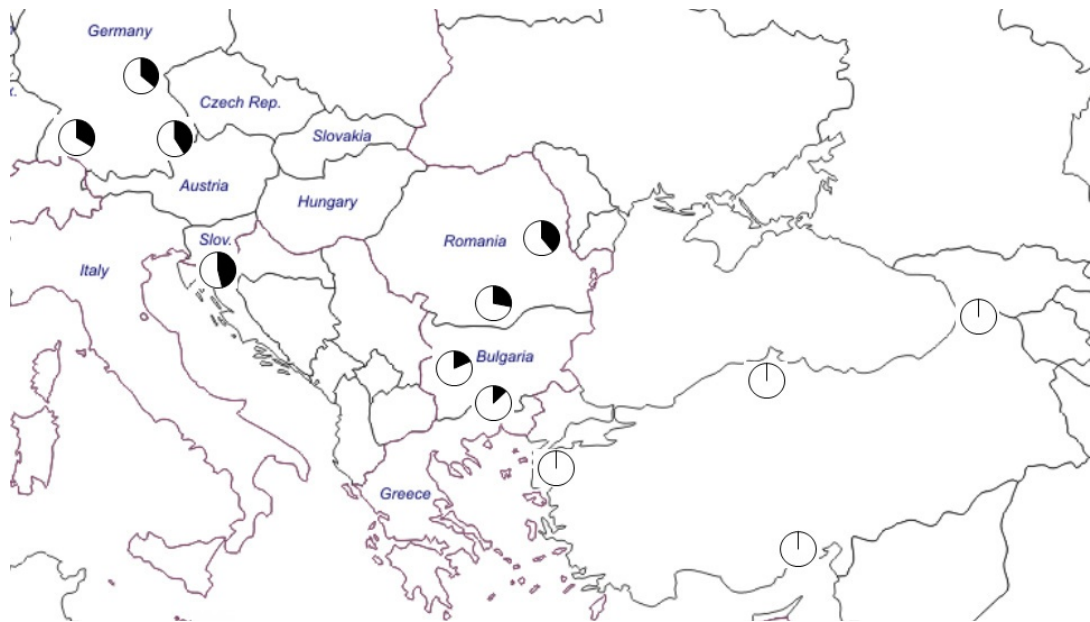 Germany
Czech Rep.
Slovakia
Austria
Hungary
Slov.
Romania
Italy
Bulgaria
Greece